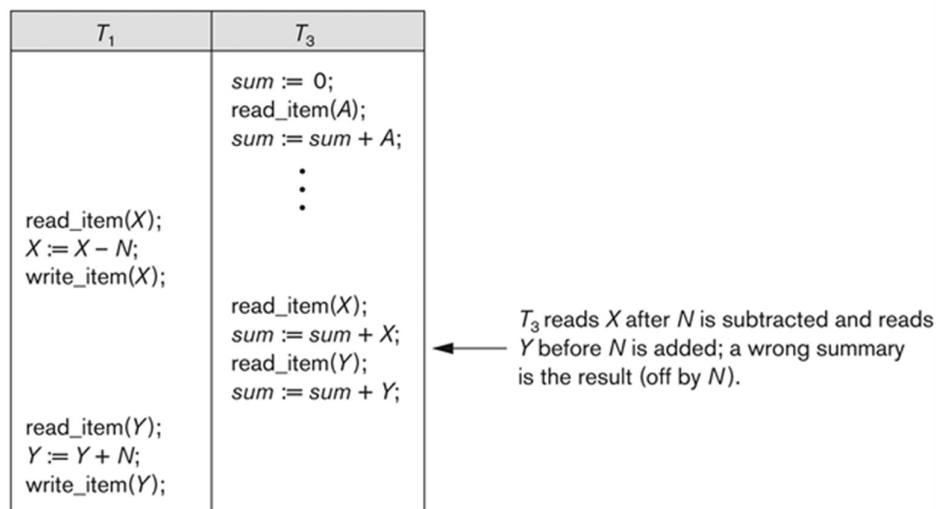 T₁ T₃
sum := 0;
read_item(A);
sum := sum + A;
read_item(X);
X := X – N;
write_item(X);
read_item(X);
sum := sum + X;
read_item(Y);
sum := sum + Y;
T₃ reads X after N is subtracted and reads
Y before N is added; a wrong summary
is the result (off by N).
read_item(Y);
Y := Y + N;
write_item(Y);